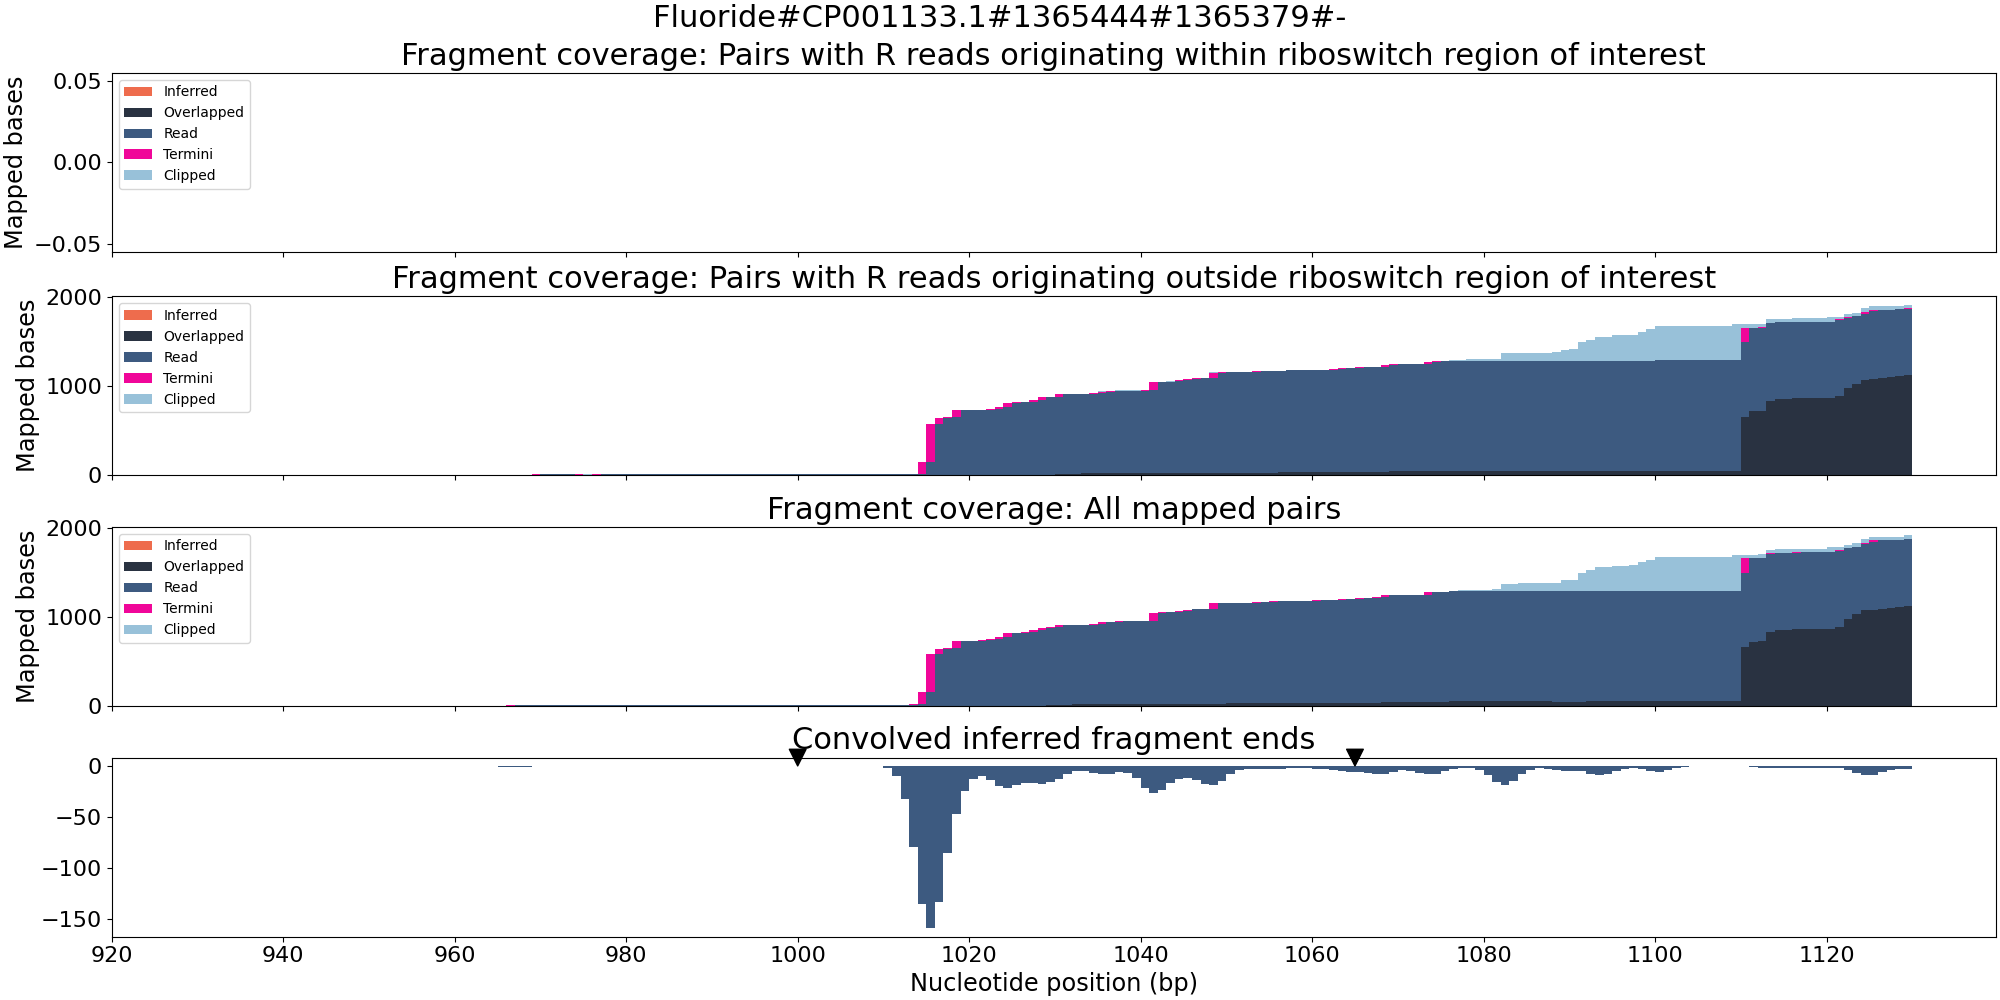 Fluoride#CP001133.1#1365444#1365379#-
Fragment coverage: Pairs with R reads originating within riboswitch region of interest
Mapped bases
0.05
0.00
−0.05
Inferred
Overlapped
Read
Termini
Clipped
Fragment coverage: Pairs with R reads originating outside riboswitch region of interest
Mapped bases
2000
1000
0
Inferred
Overlapped
Read
Termini
Clipped
Fragment coverage: All mapped pairs
Mapped bases
2000
1000
0
Inferred
Overlapped
Read
Termini
Clipped
Convolved inferred fragment ends
0
−50
−100
−150
920 940 960 980 1000 1020 1040 1060 1080 1100 1120
Nucleotide position (bp)